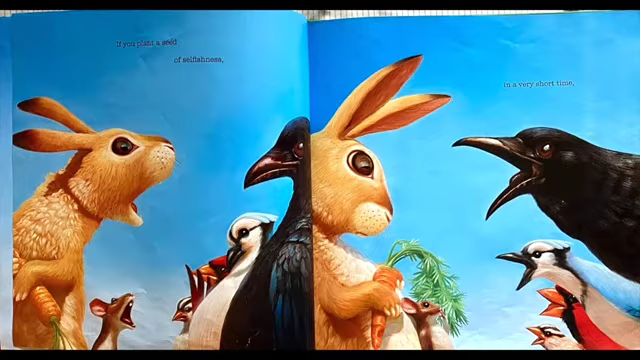 If you plant a seed
of selfishness,
in a very short time,